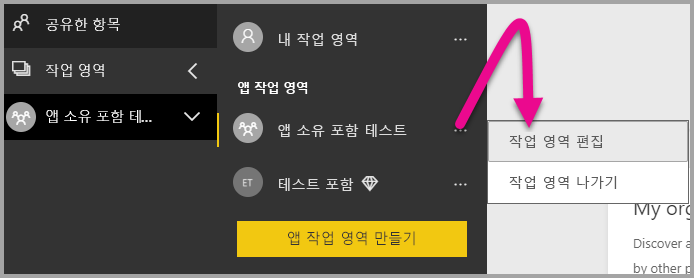 공유한 항목
작업 영역
앱 소유 포함 테...
내 작업 영역
앱 작업 영역
앱 소유 포함 테스트
ET 테스트 포함
앱 작업 영역 만들기
작업 영역 편집
작업 영역 나가기
My org
Discover a
by other p